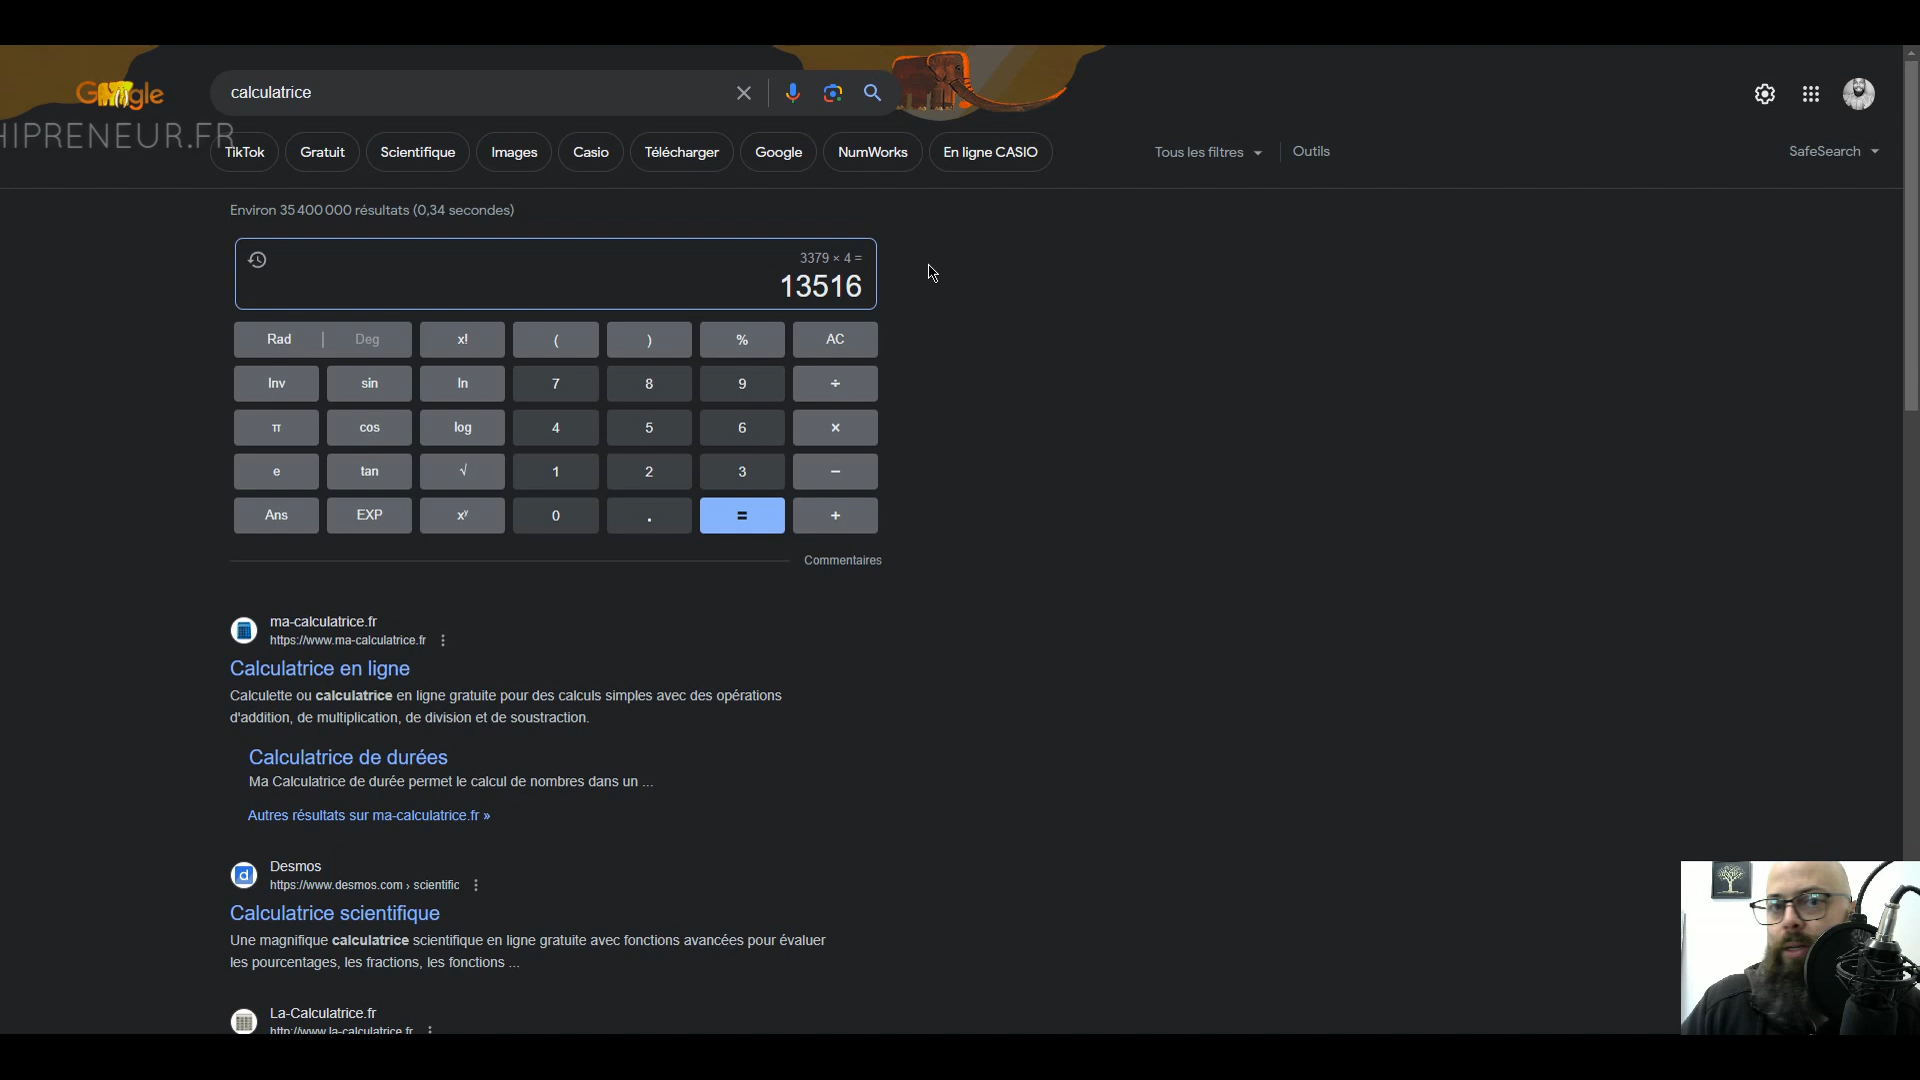 Google
calculatrice
HIPRENEUR.FR
TikTok
Gratuit
Scientifique
Images
Casio
Télécharger
Google
NumWorks
En ligne CASIO
Tous les filtres
Outils
SafeSearch
Environ 35 400 000 résultats (0,34 secondes)
3379 × 4 =
13516
Rad | Deg x! ( ) % AC
Inv sin ln 7 8 9 ÷
π cos log 4 5 6 ×
e tan √ 1 2 3 −
Ans EXP xʸ 0 . = +
Commentaires
ma-calculatrice.fr
https://www.ma-calculatrice.fr
Calculatrice en ligne
Calculette ou calculatrice en ligne gratuite pour des calculs simples avec des opérations
d'addition, de multiplication, de division et de soustraction.
Calculatrice de durées
Ma Calculatrice de durée permet le calcul de nombres dans un ...
Autres résultats sur ma-calculatrice.fr »
d
Desmos
https://www.desmos.com › scientific
Calculatrice scientifique
Une magnifique calculatrice scientifique en ligne gratuite avec fonctions avancées pour évaluer
les pourcentages, les fractions, les fonctions ...
La-Calculatrice.fr
http://www.la-calculatrice.fr